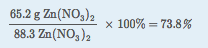 65.2 g Zn(NO₃)₂
───────────── × 100% = 73.8%
88.3 Zn(NO₃)₂